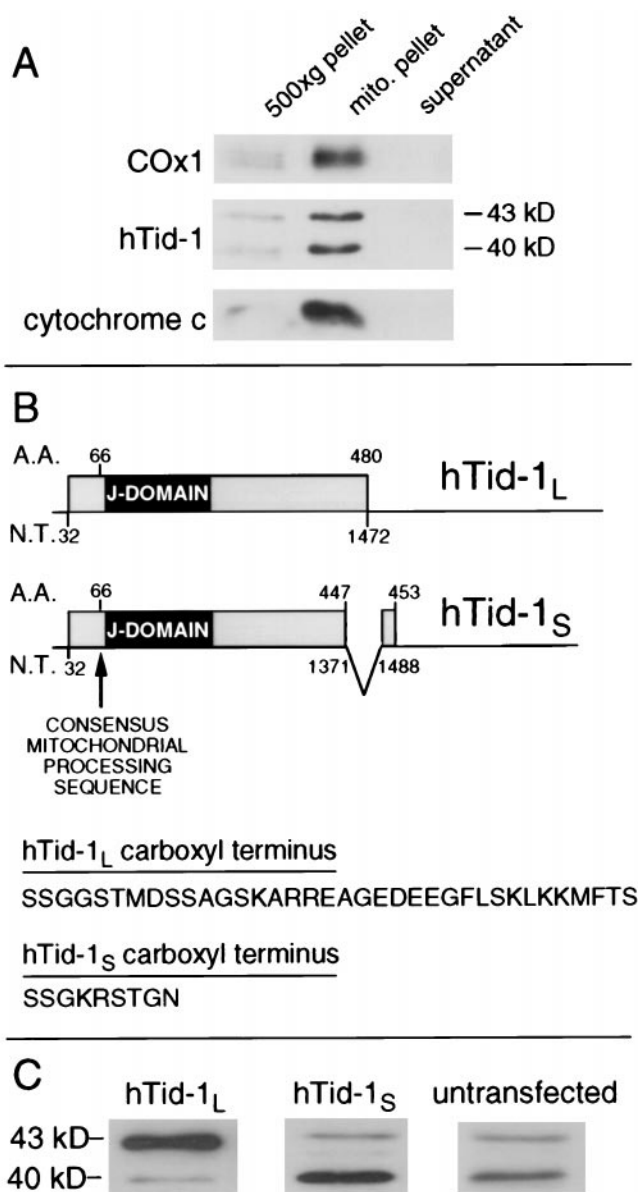 A
500xg pellet
mito. pellet
supernatant
COx1
hTid-1
– 43 kD
– 40 kD
cytochrome c
B
A.A. 66 480
hTid-1L
J-DOMAIN
N.T. 32 1472
A.A. 66 447 453
hTid-1S
J-DOMAIN
N.T. 32 1371 1488
CONSENSUS
MITOCHONDRIAL
PROCESSING
SEQUENCE
hTid-1L carboxyl terminus
SSGGSTMDSSAGSKARREAGEDEEGFLSKLKKMFTS
hTid-1S carboxyl terminus
SSGKRSTGN
C
hTid-1L hTid-1S untransfected
43 kD–
40 kD–